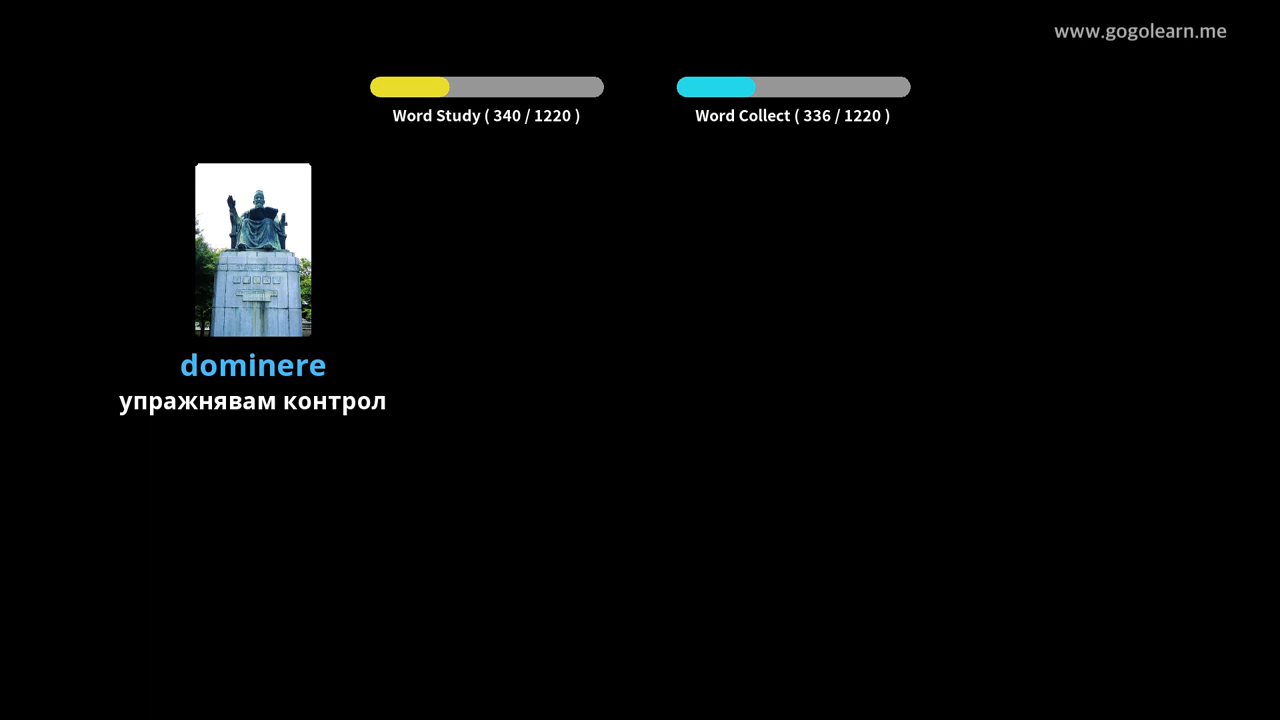 www.gogolearn.me
Word Study ( 340 / 1220 )
Word Collect ( 336 / 1220 )
dominere
упражнявам контрол